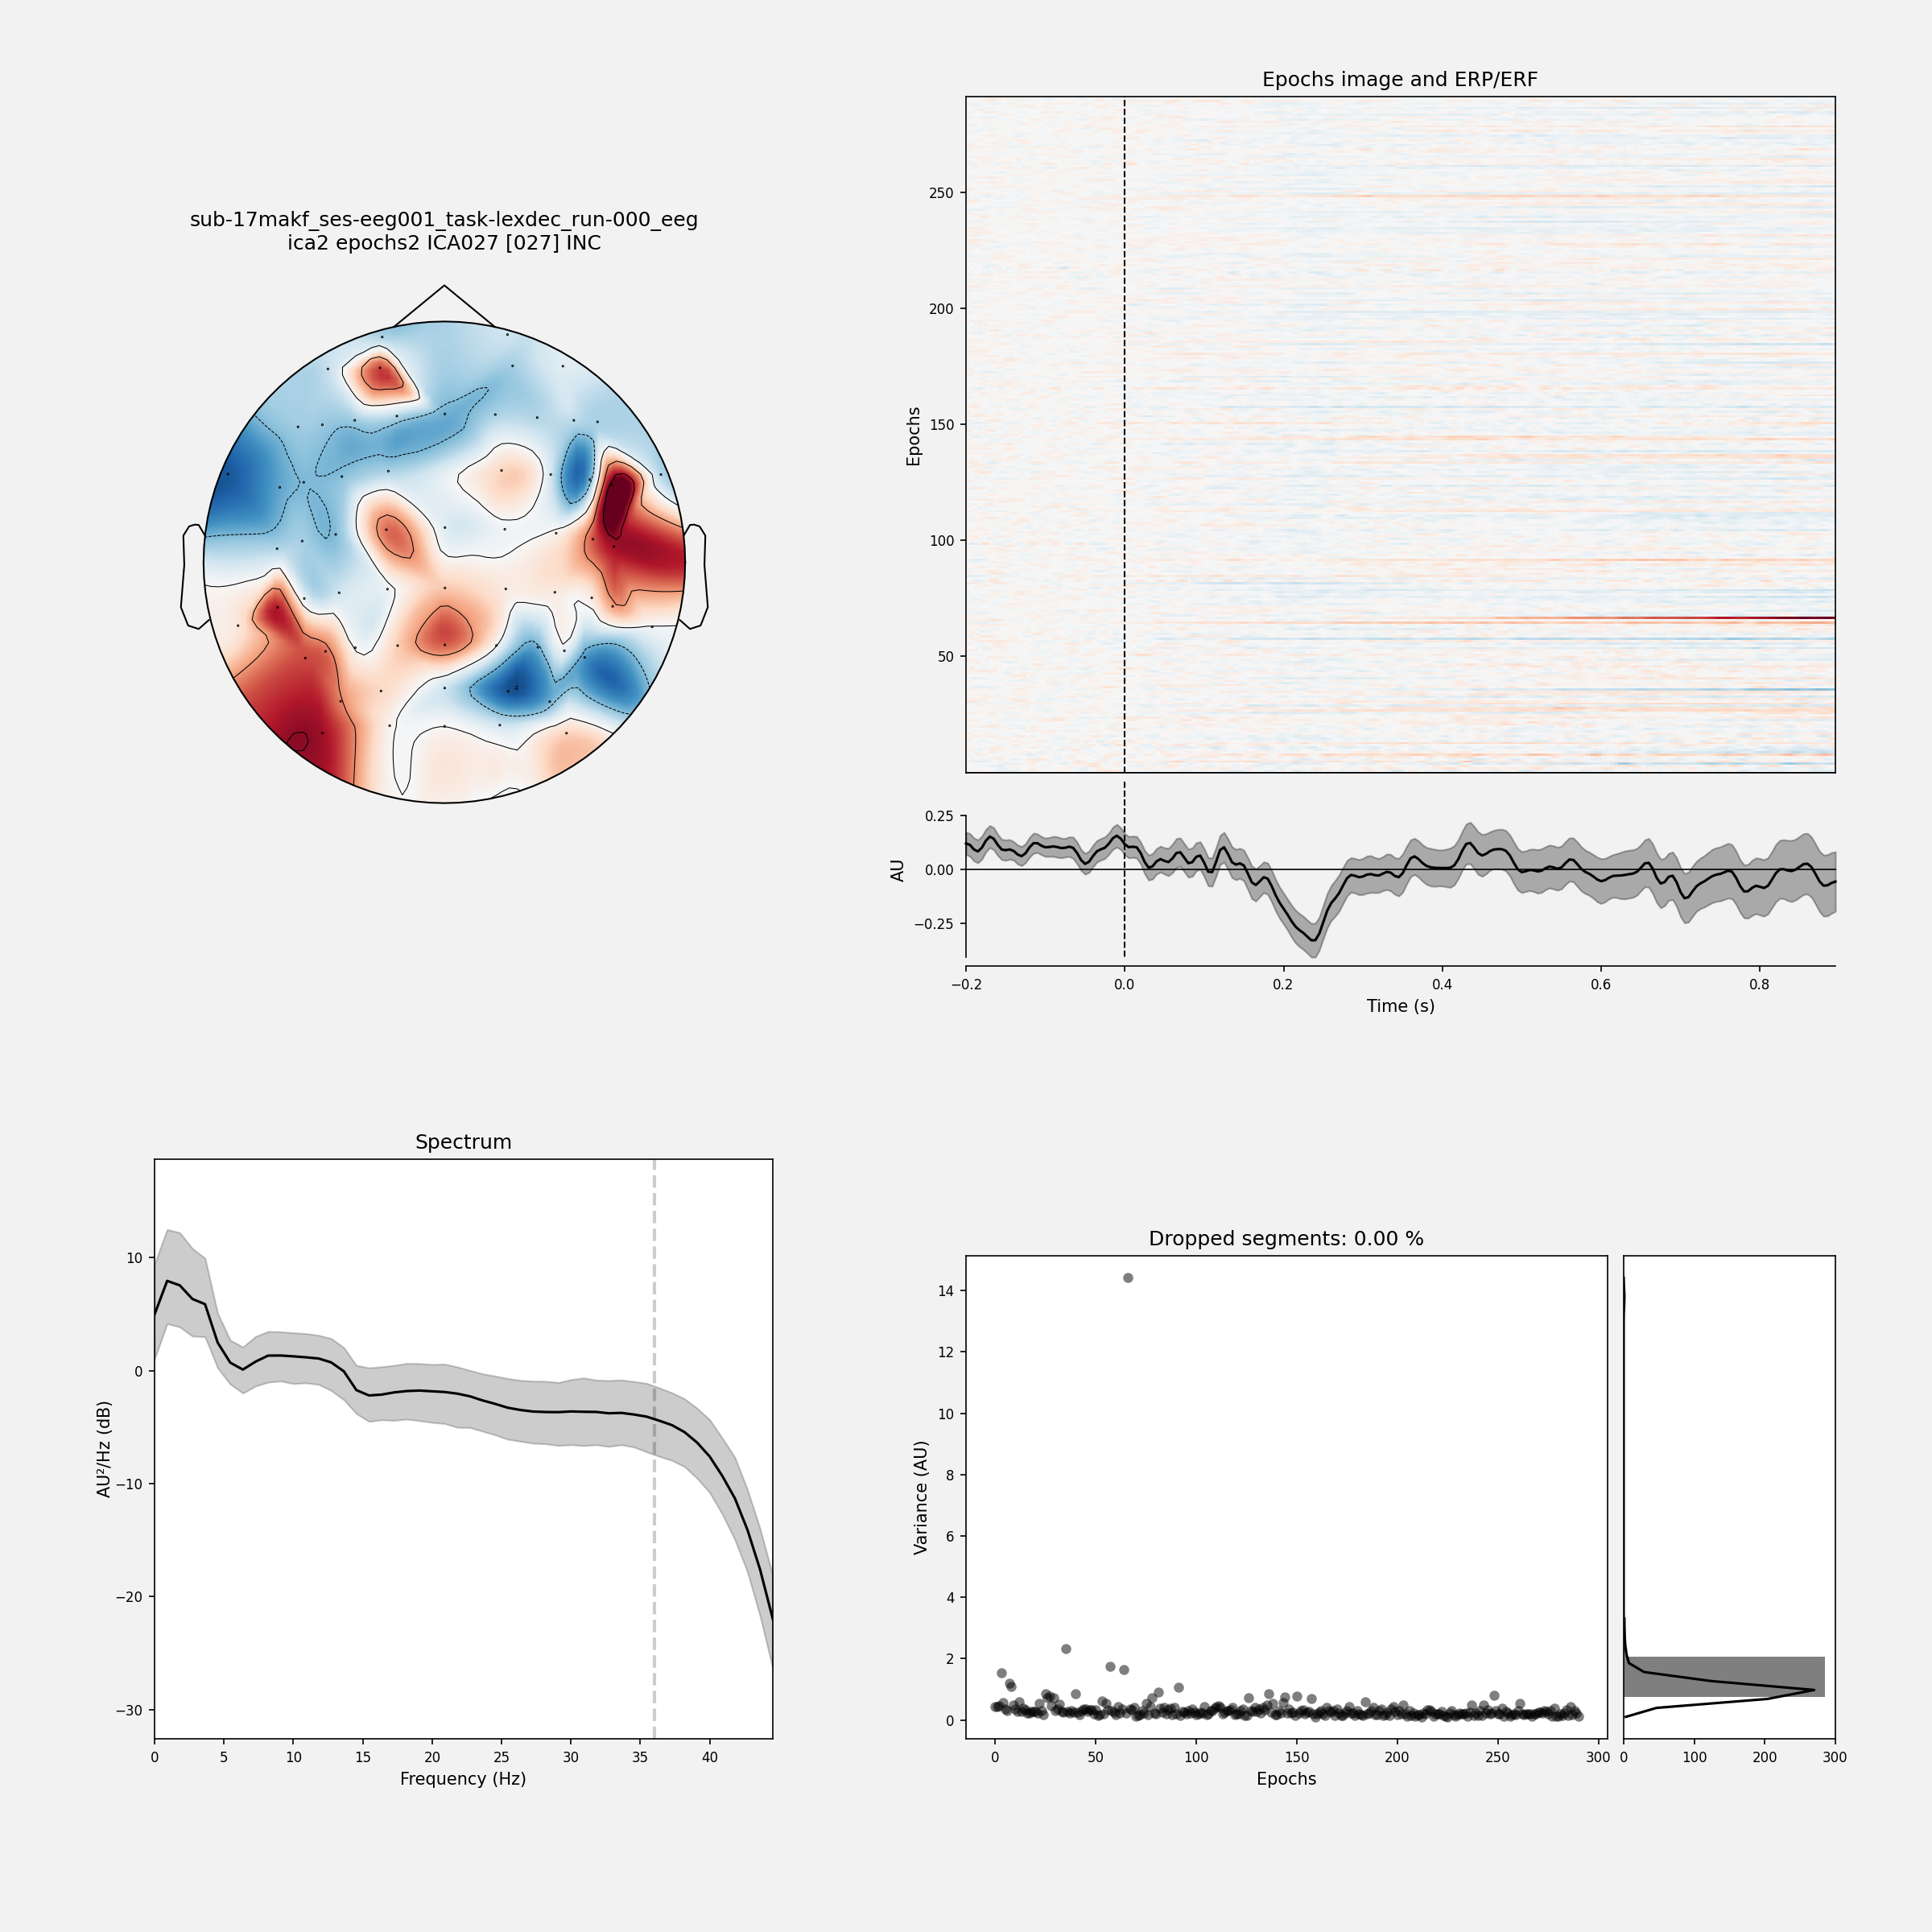 sub-17makf_ses-eeg001_task-lexdec_run-000_eeg
ica2 epochs2 ICA027 [027] INC
Epochs image and ERP/ERF
Epochs
250
200
150
100
50
AU
0.25
0.00
−0.25
−0.2 0.0 0.2 0.4 0.6 0.8
Time (s)
Spectrum
AU²/Hz (dB)
10
0
−10
−20
−30
0 5 10 15 20 25 30 35 40
Frequency (Hz)
Dropped segments: 0.00 %
Variance (AU)
14
12
10
8
6
4
2
0
0 50 100 150 200 250 300
Epochs
0 100 200 300